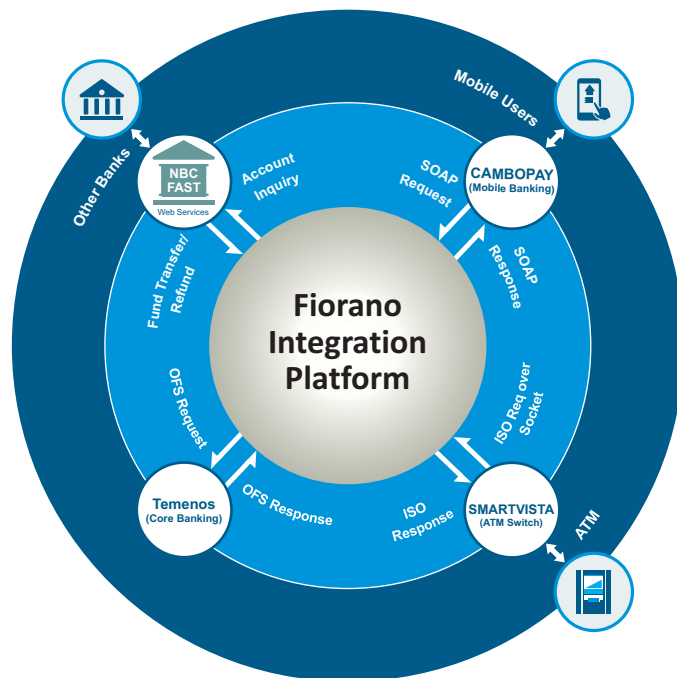 Mobile Users
Other Banks
NBC
FAST
Web Services
Account
Inquiry
SOAP
Request
CAMBOPAY
(Mobile Banking)
Fund Transfer/
Refund
SOAP
Response
Fiorano
Integration
Platform
OFS Request
ISO Req over
Socket
Temenos
(Core Banking)
OFS Response
ISO
Response
SMARTVISTA
(ATM Switch)
ATM